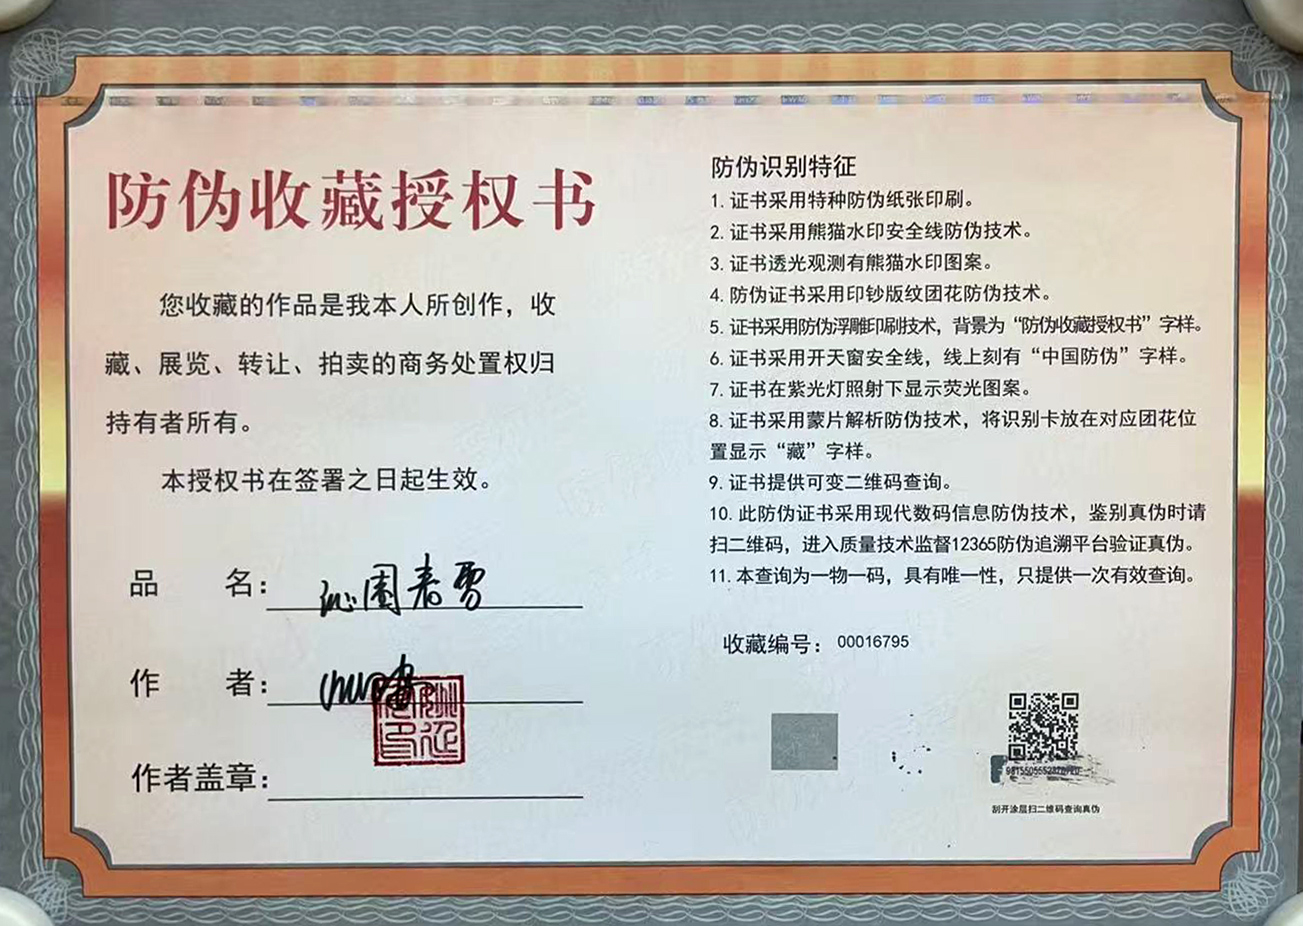 防伪收藏授权书
您收藏的作品是我本人所创作，收
藏、展览、转让、拍卖的商务处置权归
持有者所有。
本授权书在签署之日起生效。
品 名：沁園春雪
作 者：
作者盖章：
防伪识别特征
1. 证书采用特种防伪纸张印刷。
2. 证书采用熊猫水印安全线防伪技术。
3. 证书透光观测有熊猫水印图案。
4. 防伪证书采用印钞版纹团花防伪技术。
5. 证书采用防伪浮雕印刷技术，背景为“防伪收藏授权书”字样。
6. 证书采用开天窗安全线，线上刻有“中国防伪”字样。
7. 证书在紫光灯照射下显示荧光图案。
8. 证书采用蒙片解析防伪技术，将识别卡放在对应团花位
置显示“藏”字样。
9. 证书提供可变二维码查询。
10. 此防伪证书采用现代数码信息防伪技术，鉴别真伪时请
扫二维码，进入质量技术监督12365防伪追溯平台验证真伪。
11. 本查询为一物一码，具有唯一性，只提供一次有效查询。
收藏编号： 00016795
刮开涂层扫二维码查询真伪